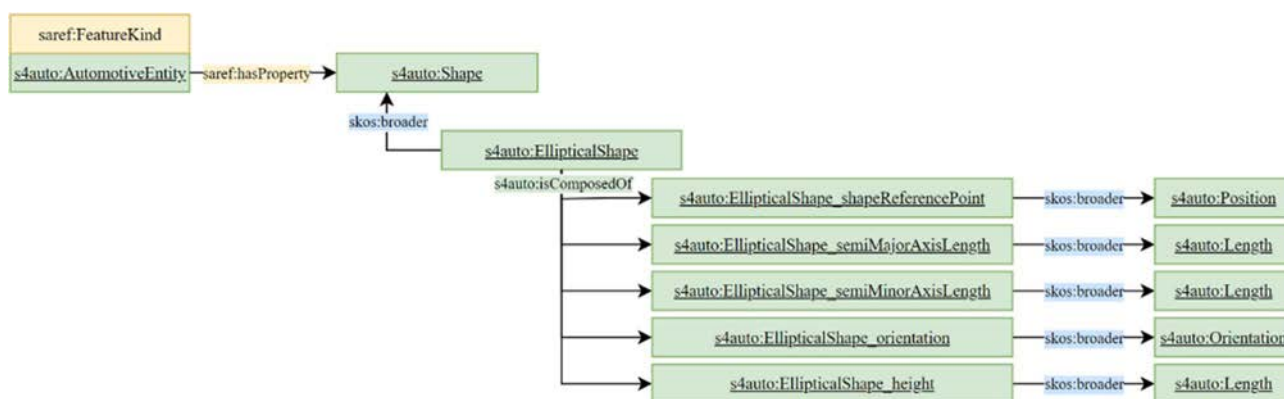 saref:FeatureKind
s4auto:AutomotiveEntity saref:hasProperty s4auto:Shape
skos:broader
s4auto:EllipticalShape
s4auto:isComposedOf
s4auto:EllipticalShape_shapeReferencePoint skos:broader s4auto:Position
s4auto:EllipticalShape_semiMajorAxisLength skos:broader s4auto:Length
s4auto:EllipticalShape_semiMinorAxisLength skos:broader s4auto:Length
s4auto:EllipticalShape_orientation skos:broader s4auto:Orientation
s4auto:EllipticalShape_height skos:broader s4auto:Length